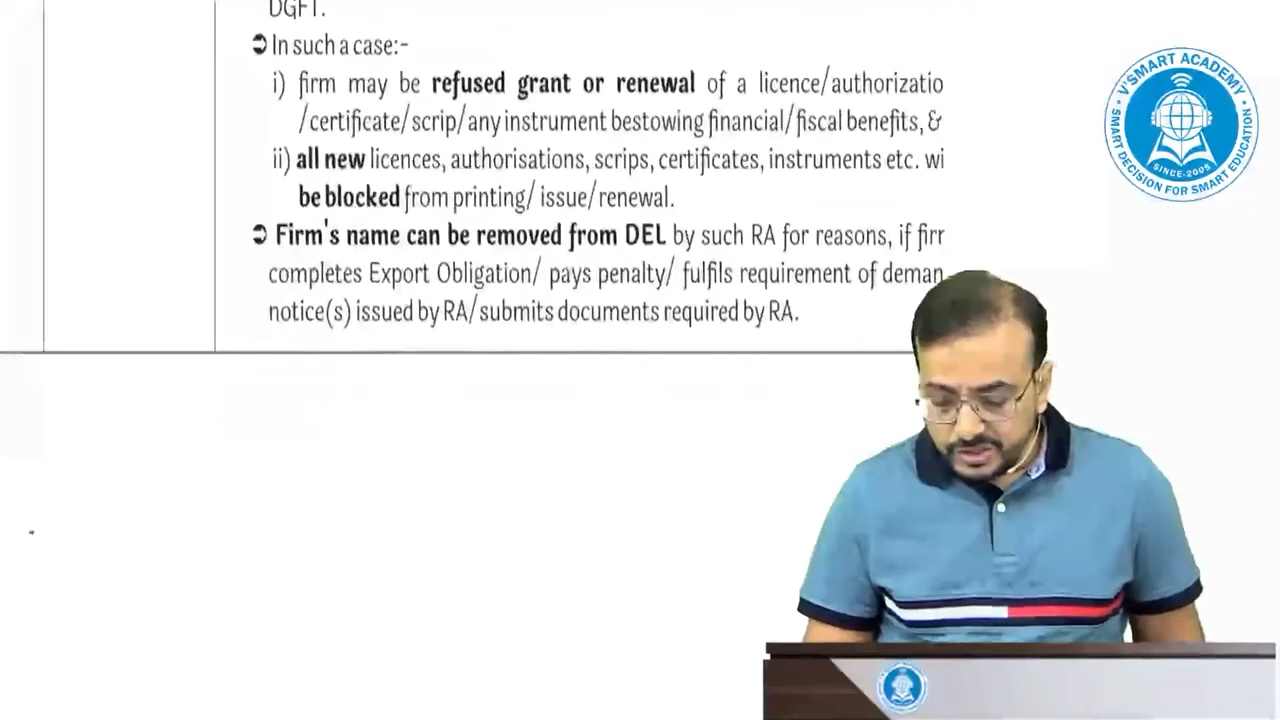 DGFT.
➲ In such a case:-
i) firm may be refused grant or renewal of a licence/authorizatio
/certificate/scrip/any instrument bestowing financial/fiscal benefits, &
ii) all new licences, authorisations, scrips, certificates, instruments etc. wi
be blocked from printing/ issue/renewal.
➲ Firm's name can be removed from DEL by such RA for reasons, if firr
completes Export Obligation/ pays penalty/ fulfils requirement of deman
notice(s) issued by RA/submits documents required by RA.
V'SMART ACADEMY
SINCE-2005
SMART DECISION FOR SMART EDUCATION